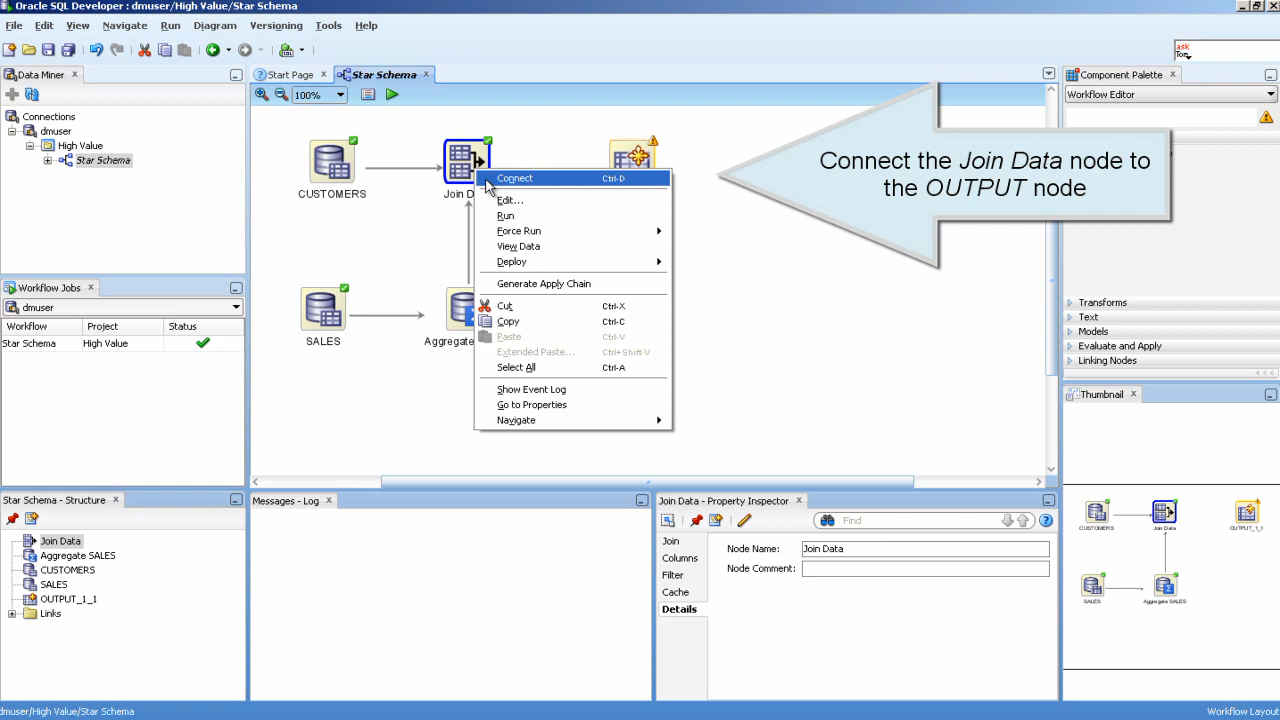 Oracle SQL Developer : dmuser/High Value/Star Schema
File Edit View Navigate Run Diagram Versioning Tools Help
ask
Tom
Data Miner
Connections
dmuser
High Value
Star Schema
Workflow Jobs
dmuser
Workflow Project Status
Star Schema High Value
Star Schema - Structure
Join Data
Aggregate SALES
CUSTOMERS
SALES
OUTPUT_1_1
Links
Start Page Star Schema
100%
CUSTOMERS
Join D
SALES
Aggregate
Connect Ctrl-D
Edit...
Run
Force Run
View Data
Deploy
Generate Apply Chain
Cut Ctrl-X
Copy Ctrl-C
Paste Ctrl-V
Extended Paste... Ctrl+Shift-V
Select All Ctrl-A
Show Event Log
Go to Properties
Navigate
Connect the Join Data node to
the OUTPUT node
Messages - Log
Join Data - Property Inspector
Find
Join
Columns
Filter
Cache
Details
Node Name: Join Data
Node Comment:
Component Palette
Workflow Editor
Transforms
Text
Models
Evaluate and Apply
Linking Nodes
Thumbnail
CUSTOMERS
Join Data
OUTPUT_1_1
SALES
Aggregate SALES
dmuser/High Value/Star Schema
Workflow Layout